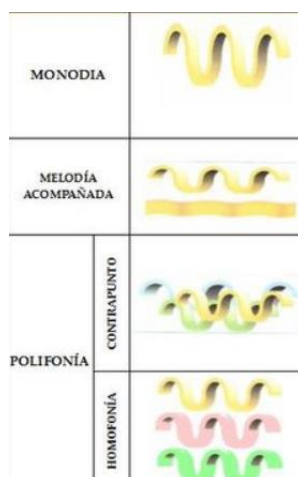 MONODIA
MELODÍA
ACOMPAÑADA
POLIFONÍA
CONTRAPUNTO
HOMOFONÍA